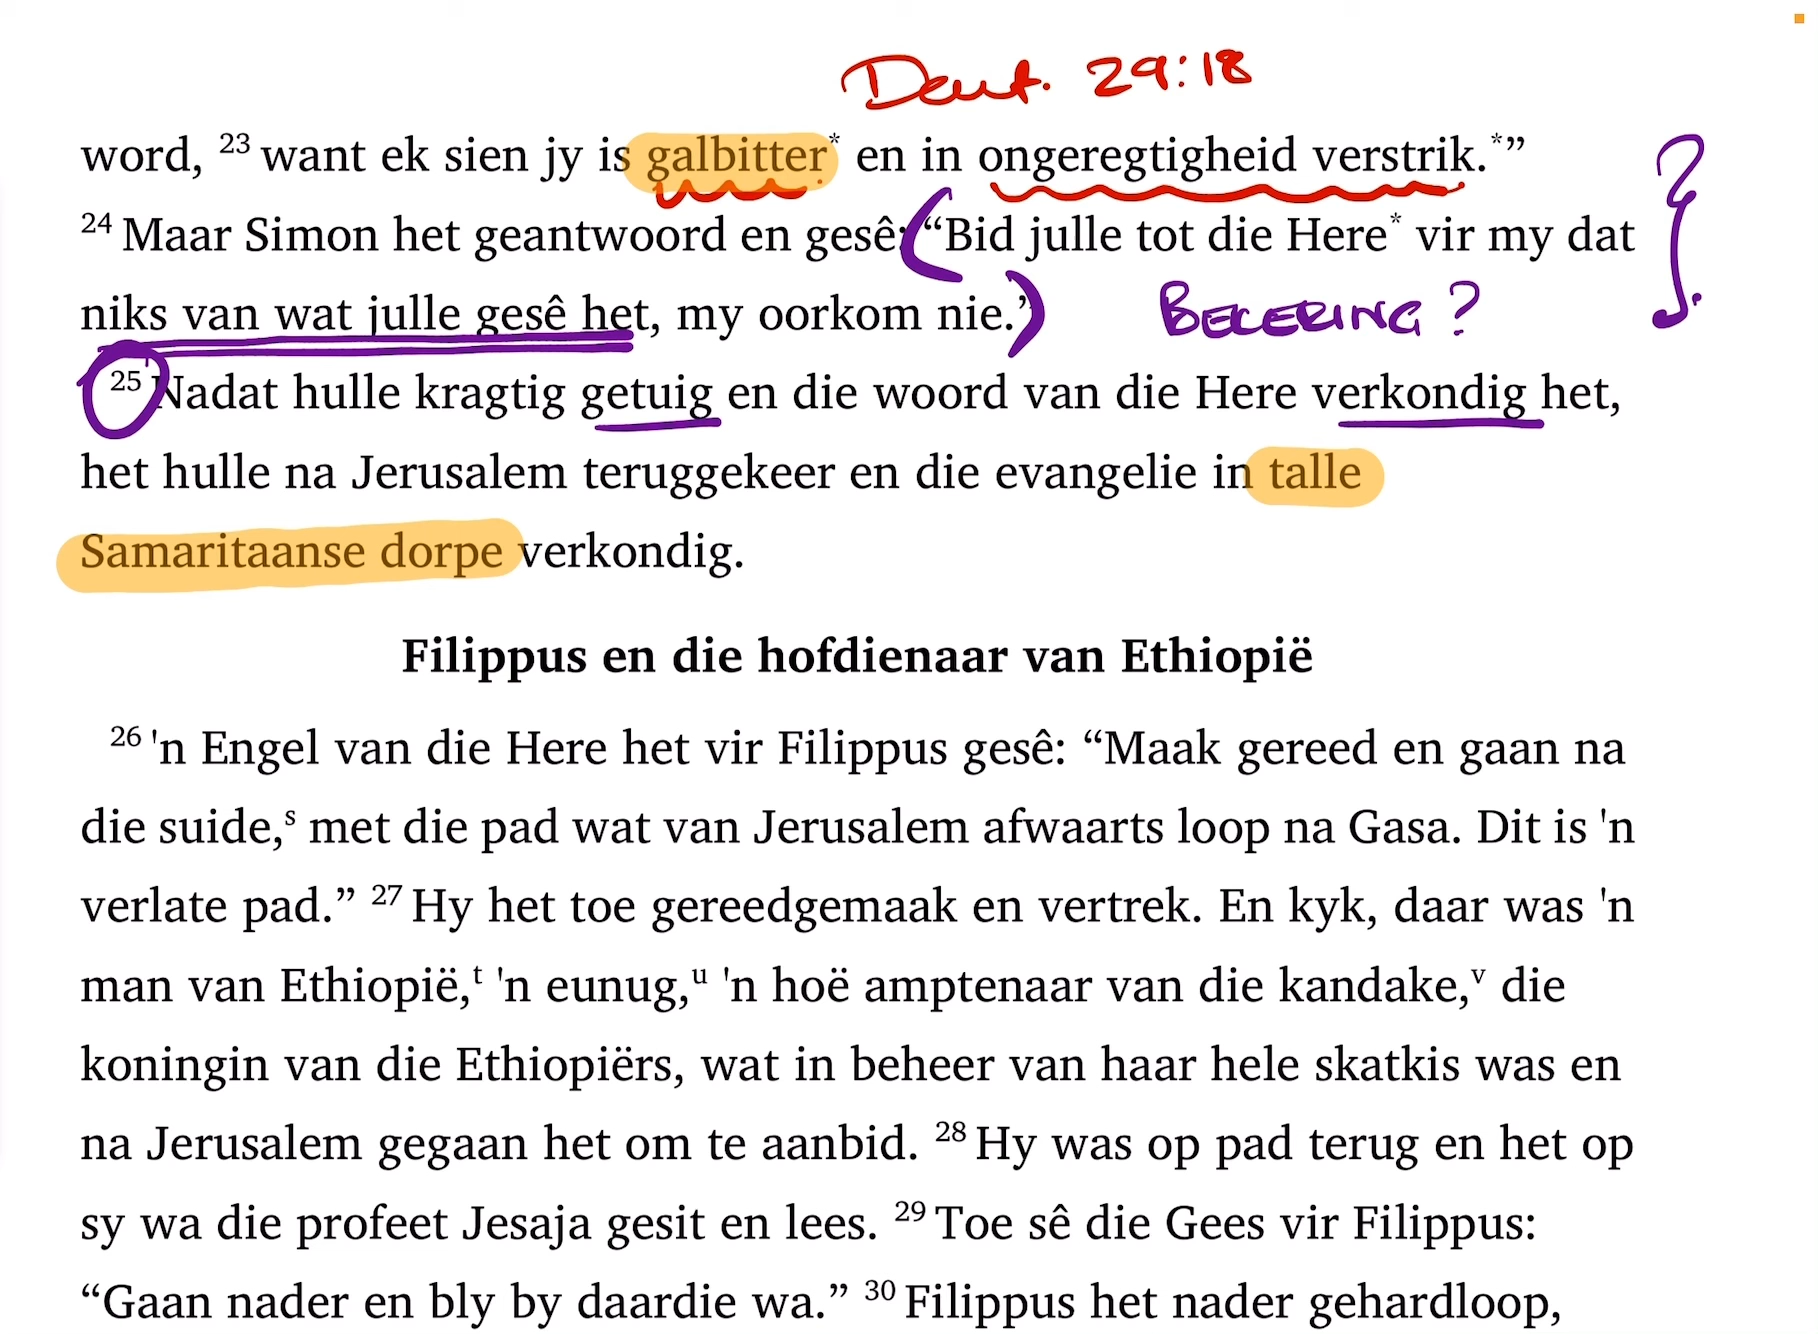 Deut. 29:18
word, 23 want ek sien jy is galbitter* en in ongeregtigheid verstrik.*”
24 Maar Simon het geantwoord en gesê: “Bid julle tot die Here* vir my dat
niks van wat julle gesê het, my oorkom nie.”
BEKERING?
25 Nadat hulle kragtig getuig en die woord van die Here verkondig het,
het hulle na Jerusalem teruggekeer en die evangelie in talle
Samaritaanse dorpe verkondig.
Filippus en die hofdienaar van Ethiopië
26 'n Engel van die Here het vir Filippus gesê: “Maak gereed en gaan na
die suide,s met die pad wat van Jerusalem afwaarts loop na Gasa. Dit is 'n
verlate pad.” 27 Hy het toe gereedgemaak en vertrek. En kyk, daar was 'n
man van Ethiopië,t 'n eunug,u 'n hoë amptenaar van die kandake,v die
koningin van die Ethiopiërs, wat in beheer van haar hele skatkis was en
na Jerusalem gegaan het om te aanbid. 28 Hy was op pad terug en het op
sy wa die profeet Jesaja gesit en lees. 29 Toe sê die Gees vir Filippus:
“Gaan nader en bly by daardie wa.” 30 Filippus het nader gehardloop,